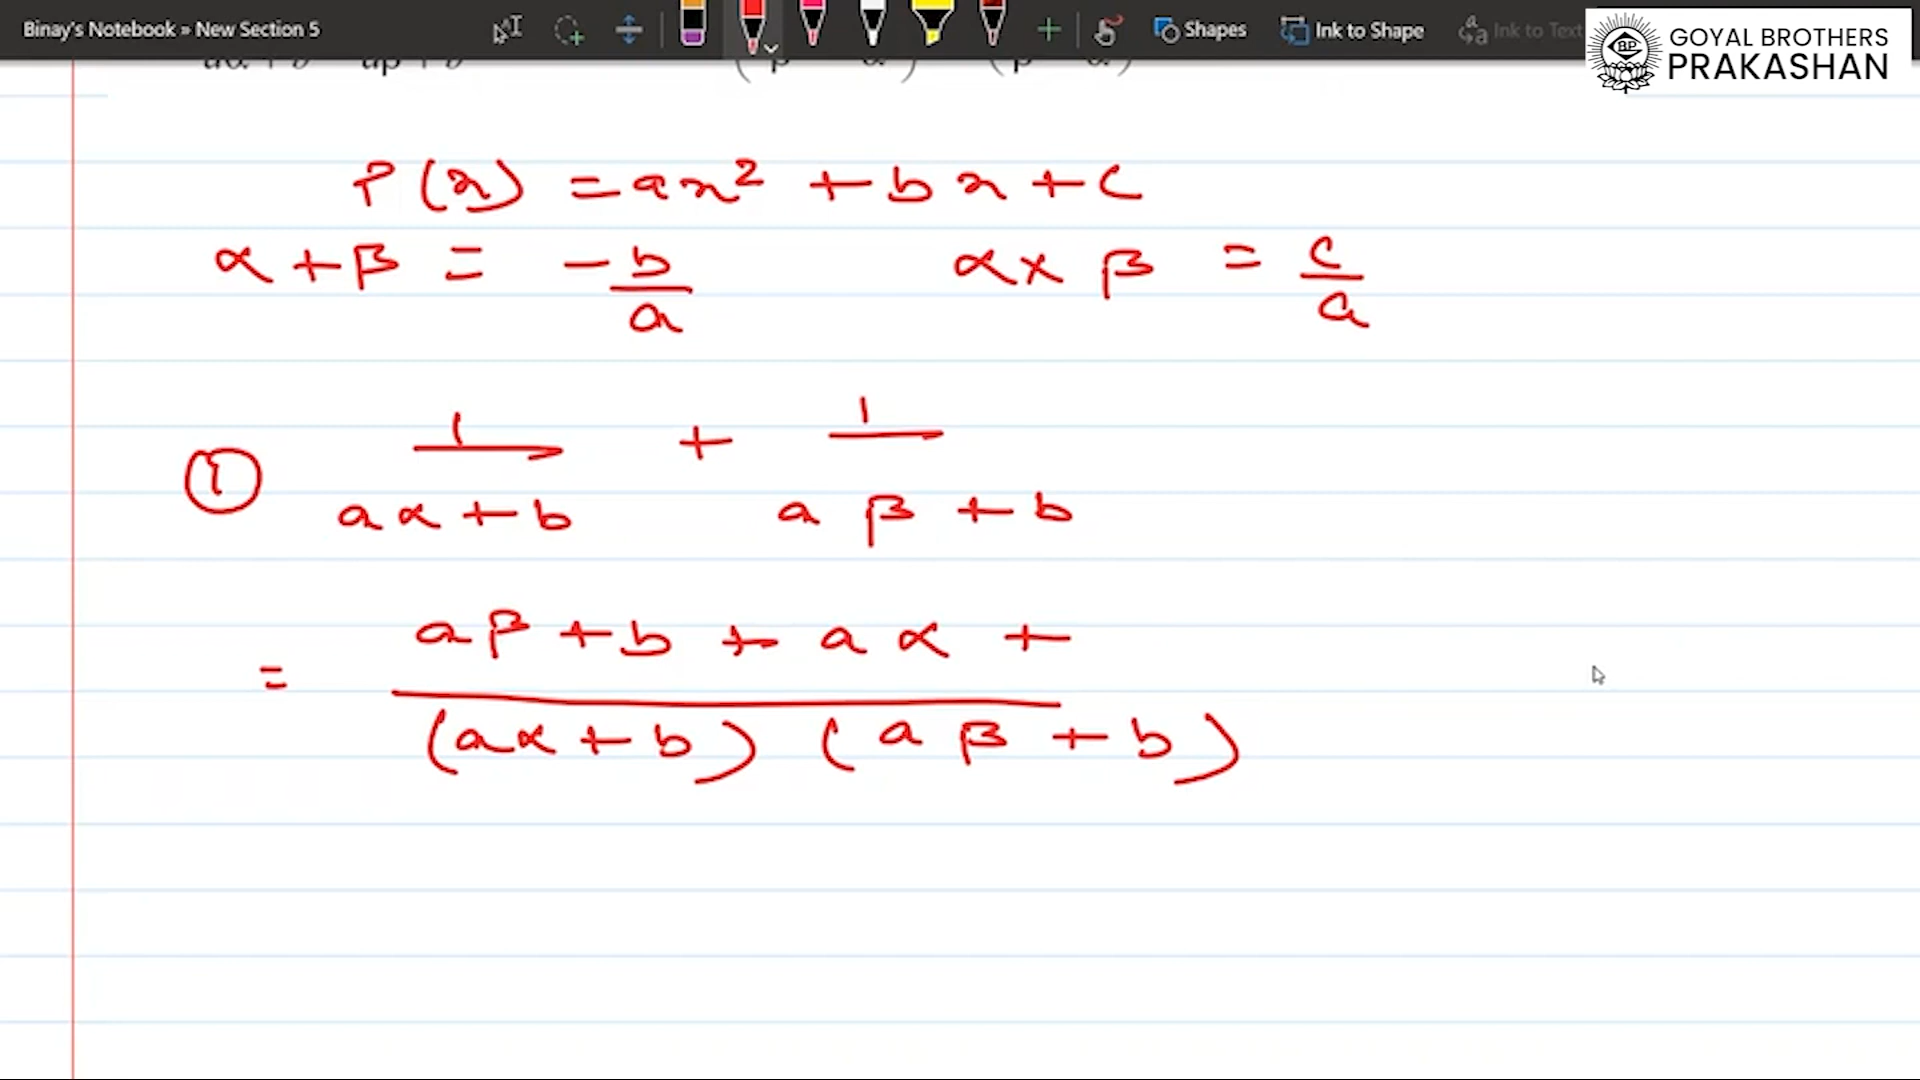 Binay's Notebook » New Section 5
Shapes
Ink to Shape
Ink to Text
GOYAL BROTHERS
PRAKASHAN
P(x) = ax² + bx + c
α + β = -b/a α × β = c/a
① 1/(aα + b) + 1/(aβ + b)
= (aβ + b + aα +)/((aα + b)(aβ + b))